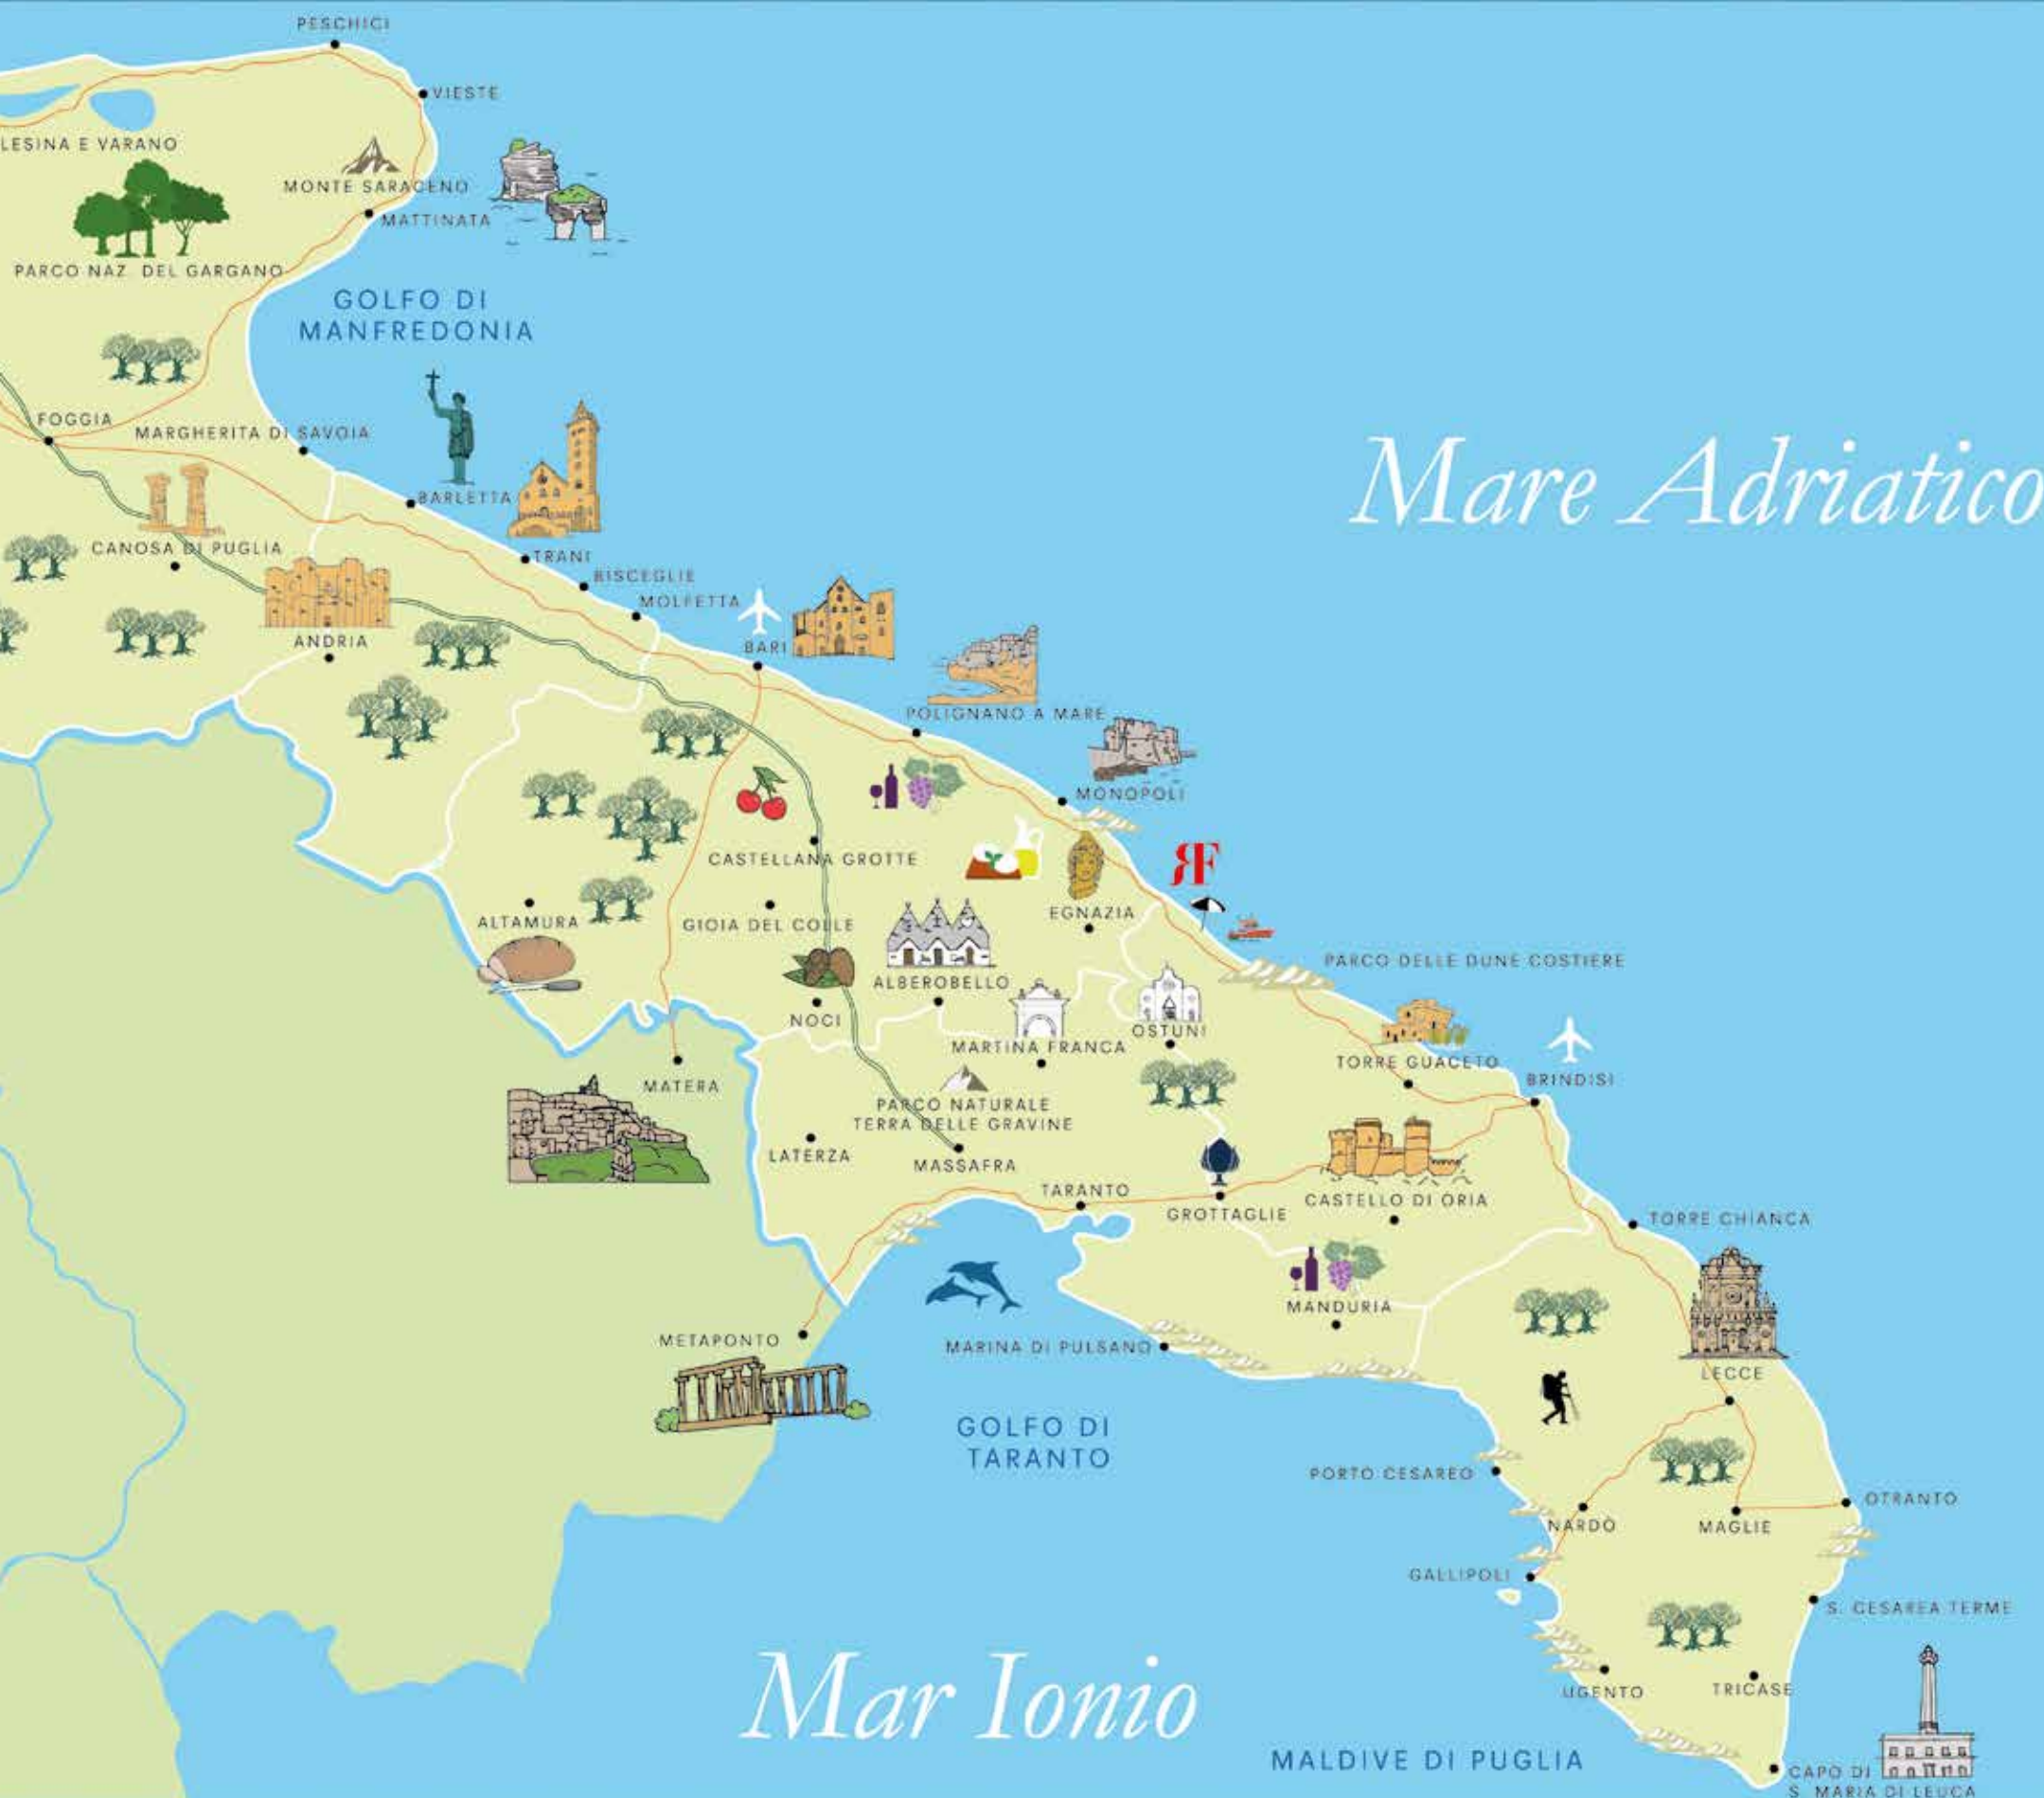 PESCHICI
VIESTE
LESINA E VARANO
MONTE SARACENO
MATTINATA
PARCO NAZ. DEL GARGANO
GOLFO DI
MANFREDONIA
FOGGIA
MARGHERITA DI SAVOIA
Mare Adriatico
BARLETTA
CANOSA DI PUGLIA
TRANI
BISCEGLIE
MOLFETTA
ANDRIA
BARI
POLIGNANO A MARE
MONOPOLI
CASTELLANA GROTTE
RF
ALTAMURA
GIOIA DEL COLLE
EGNAZIA
PARCO DELLE DUNE COSTIERE
ALBEROBELLO
NOCI
OSTUNI
MARTINA FRANCA
TORRE GUACETO
BRINDISI
MATERA
PARCO NATURALE
TERRA DELLE GRAVINE
LATERZA
MASSAFRA
TARANTO
GROTTAGLIE
CASTELLO DI ORIA
TORRE CHIANCA
MANDURIA
METAPONTO
MARINA DI PULSANO
LECCE
GOLFO DI
TARANTO
PORTO CESAREO
OTRANTO
NARDÒ
MAGLIE
GALLIPOLI
S. CESAREA TERME
Mar Ionio
UGENTO
TRICASE
MALDIVE DI PUGLIA
CAPO DI
S. MARIA DI LEUCA